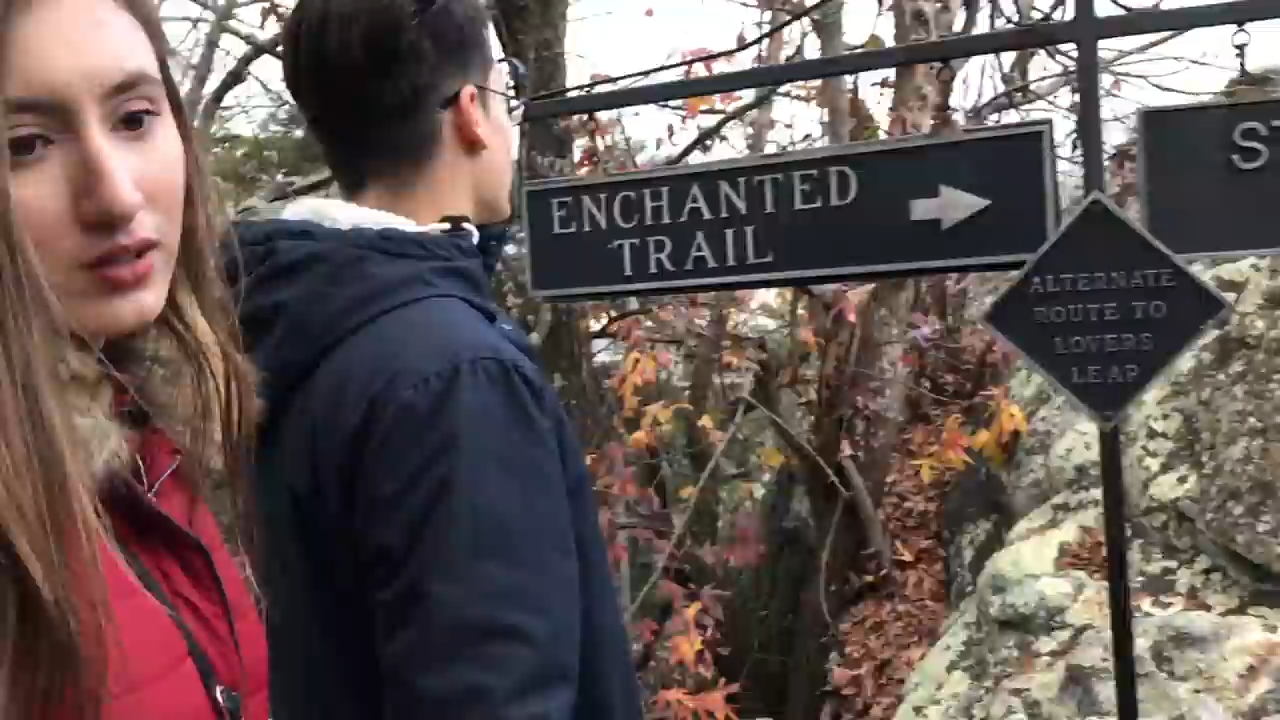 ENCHANTED
TRAIL
ALTERNATE
ROUTE TO
LOVERS
LEAP